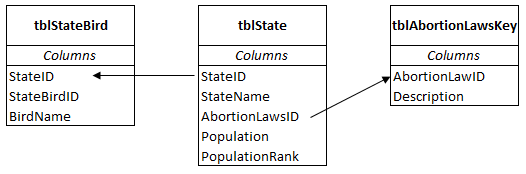 tblStateBird
Columns
StateID
StateBirdID
BirdName
tblState
Columns
StateID
StateName
AbortionLawsID
Population
PopulationRank
tblAbortionLawsKey
Columns
AbortionLawID
Description